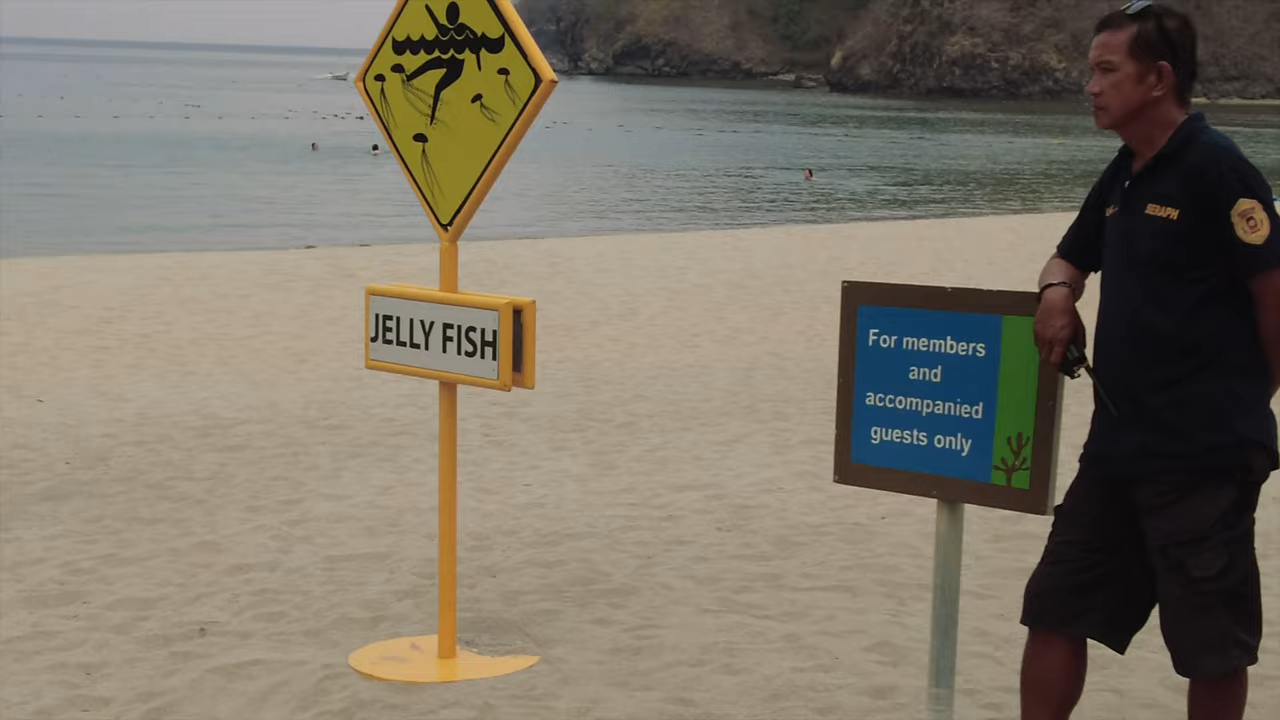 JELLY FISH
For members
and
accompanied
guests only
SERAPH